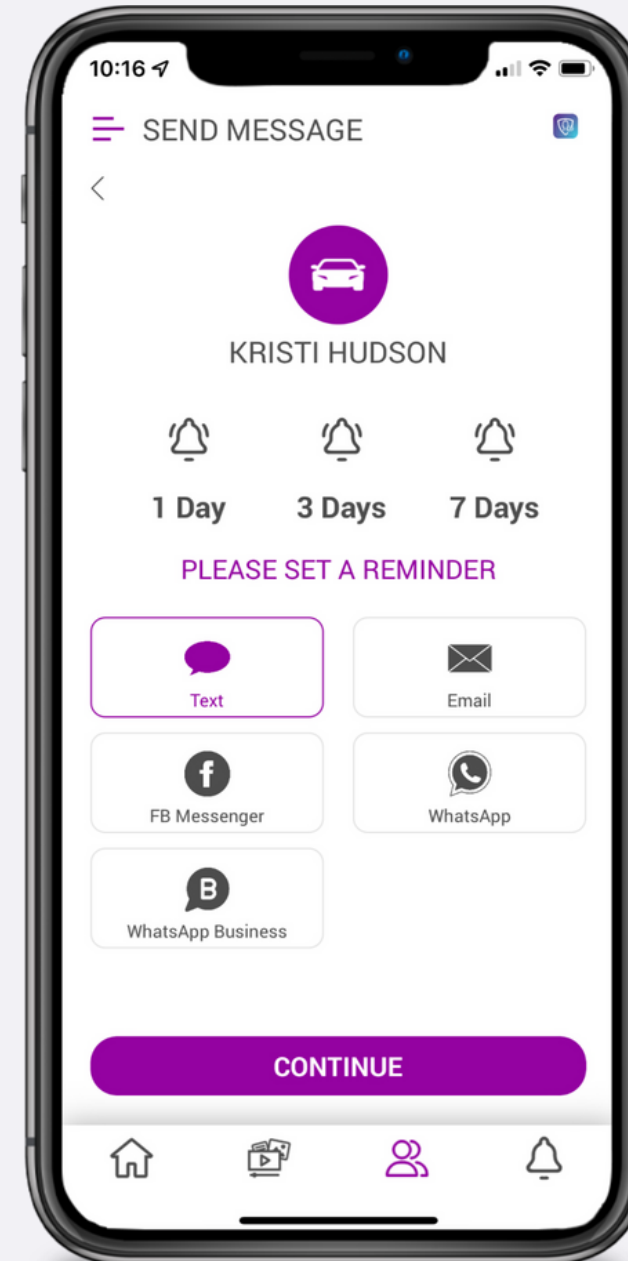 10:16
SEND MESSAGE
KRISTI HUDSON
1 Day 3 Days 7 Days
PLEASE SET A REMINDER
Text Email
FB Messenger WhatsApp
WhatsApp Business
CONTINUE